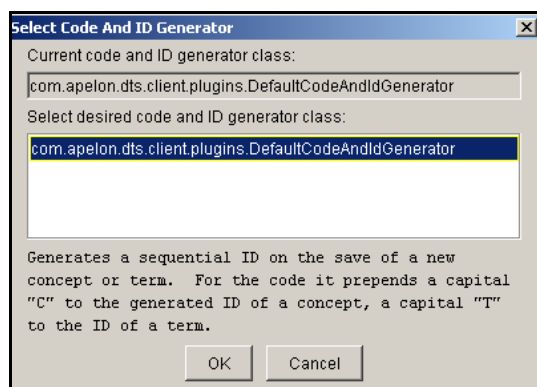 Select Code And ID Generator
Current code and ID generator class:
com.apelon.dts.client.plugins.DefaultCodeAndIdGenerator
Select desired code and ID generator class:
com.apelon.dts.client.plugins.DefaultCodeAndIdGenerator
Generates a sequential ID on the save of a new
concept or term. For the code it prepends a capital
"C" to the generated ID of a concept, a capital "T"
to the ID of a term.
OK Cancel